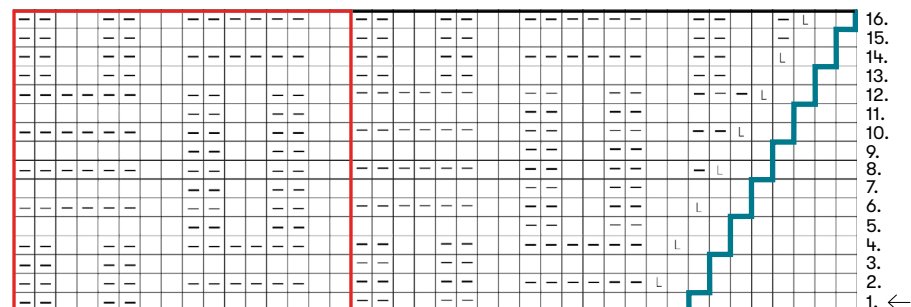 L 16.
15.
L 14.
13.
L 12.
11.
L 10.
9.
L 8.
7.
L 6.
5.
L 4.
3.
L 2.
1.